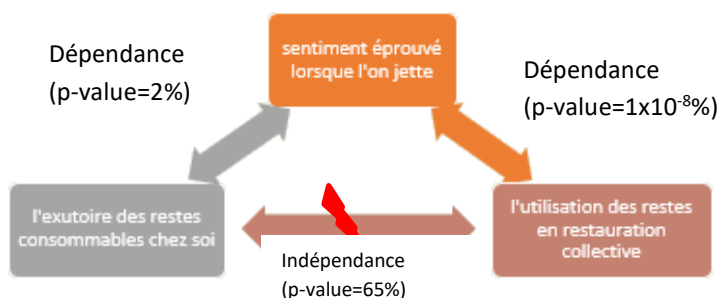 Dépendance
(p-value=2%)
sentiment éprouvé
lorsque l'on jette
Dépendance
(p-value=1x10⁻⁸%)
l'exutoire des restes
consommables chez soi
l'utilisation des restes
en restauration
collective
Indépendance
(p-value=65%)